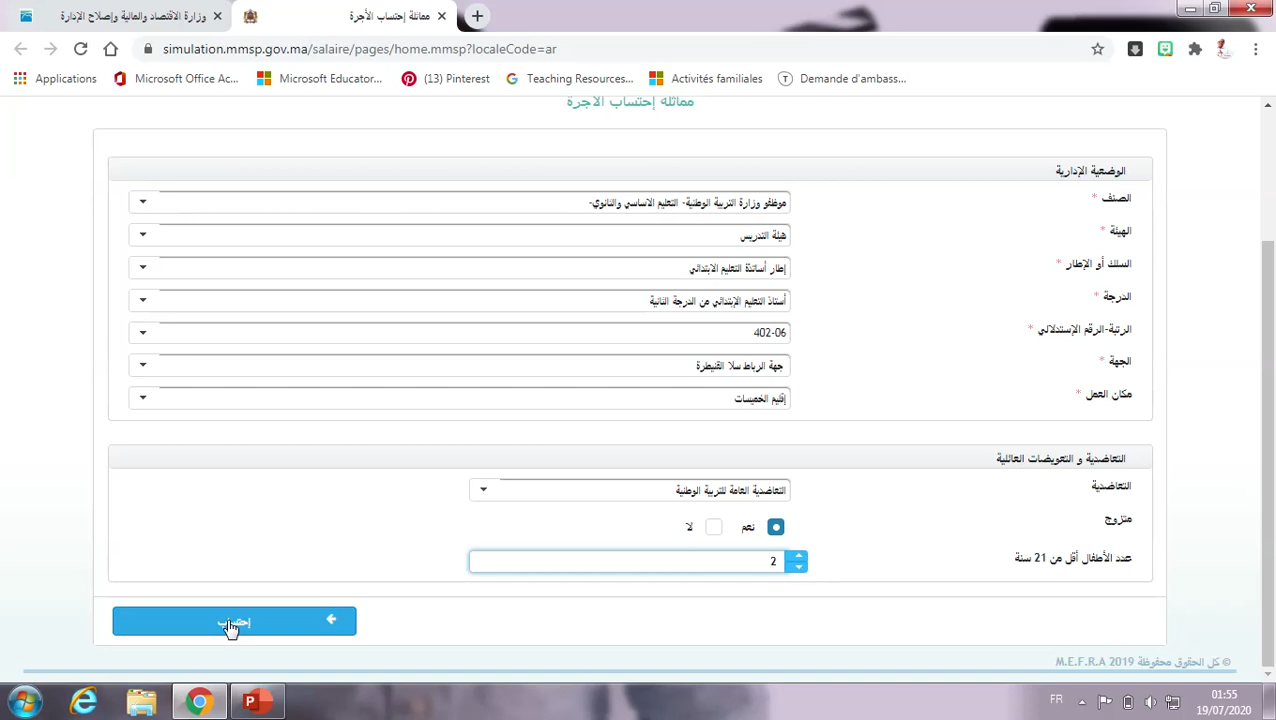 وزارة الاقتصاد والمالية وإصلاح الإدارة
مماثلة إحتساب الأجرة
simulation.mmsp.gov.ma/salaire/pages/home.mmsp?localeCode=ar
Applications
Microsoft Office Ac...
Microsoft Educator...
(13) Pinterest
Teaching Resources...
Activités familiales
Demande d'ambass...
مماثلة إحتساب الأجرة
الوضعية الإدارية
الصنف *
موظفو وزارة التربية الوطنية- التعليم الاساسي والثانوي-
الهيئة *
هيئة التدريس
السلك أو الإطار *
إطار أساتذة التعليم الابتدائي
الدرجة *
أستاذ التعليم الإبتدائي من الدرجة الثانية
الرتبة-الرقم الإستدلالي *
402-06
الجهة *
جهة الرباط سلا القنيطرة
مكان العمل *
إقليم الخميسات
التعاضدية و التعويضات العائلية
التعاضدية
التعاضدية العامة للتربية الوطنية
متزوج
نعم
لا
عدد الأطفال أقل من 21 سنة
2
إحتساب
© كل الحقوق محفوظة M.E.F.R.A 2019
FR
01:55
19/07/2020